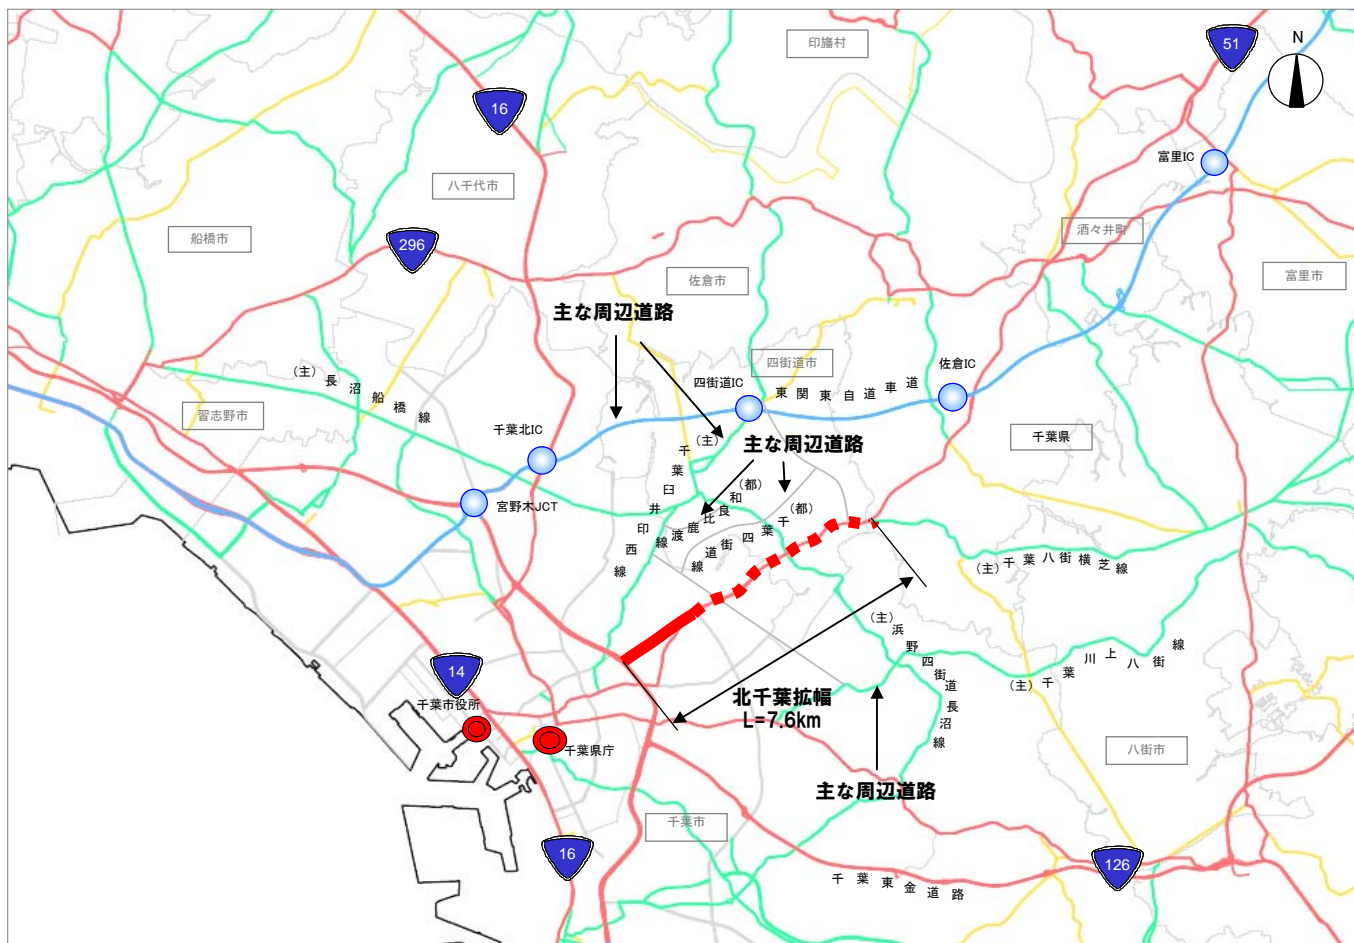 印旛村
51
N
16
富里IC
八千代市
船橋市
296
酒々井町
富里市
佐倉市
主な周辺道路
四街道市
佐倉IC
四街道IC
東関東自動車道
(主)長沼船橋線
習志野市
千葉北IC
千葉県
(主)千葉臼井印西線
主な周辺道路
宮野木JCT
(都)和良比鹿渡線
(都)千葉四街道線
(主)千葉八街横芝線
(主)浜野四街道長沼線
(主)千葉川上八街線
14
千葉市役所
北千葉拡幅
L=7.6km
千葉県庁
八街市
主な周辺道路
千葉市
16
126
千葉東金道路